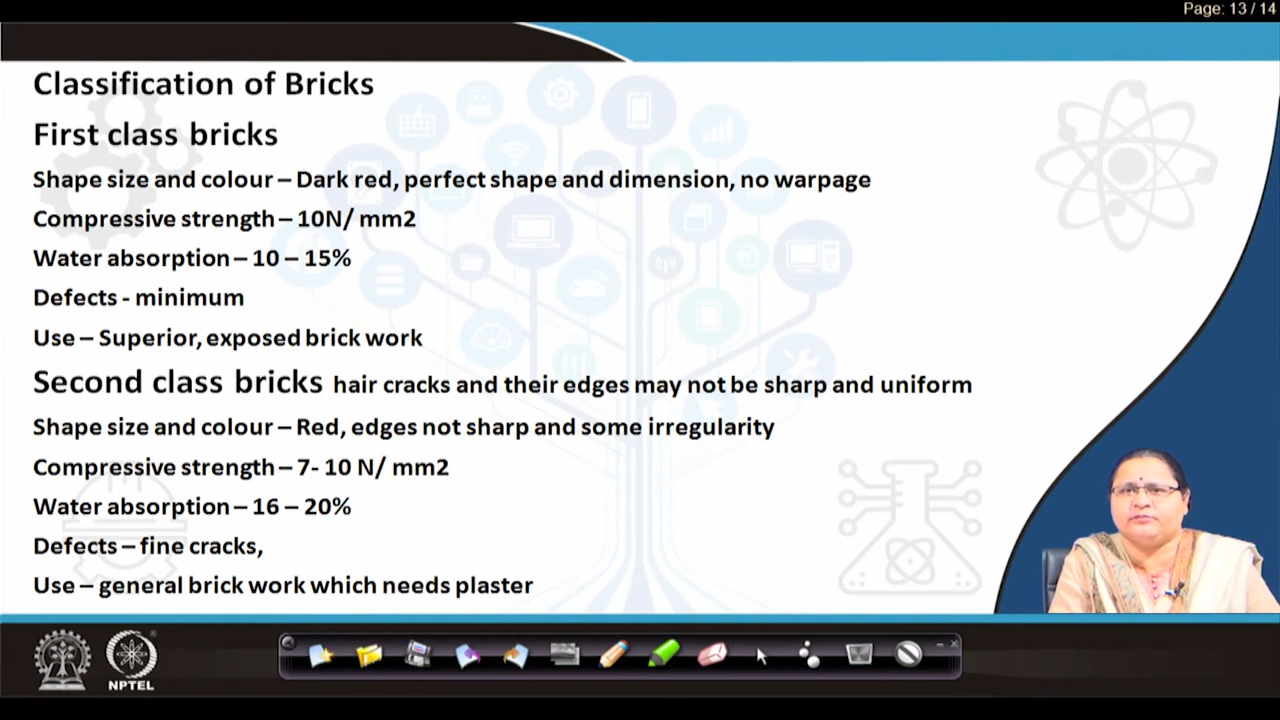 Page: 13 / 14
Classification of Bricks
First class bricks
Shape size and colour – Dark red, perfect shape and dimension, no warpage
Compressive strength – 10N/ mm2
Water absorption – 10 – 15%
Defects - minimum
Use – Superior, exposed brick work
Second class bricks hair cracks and their edges may not be sharp and uniform
Shape size and colour – Red, edges not sharp and some irregularity
Compressive strength – 7- 10 N/ mm2
Water absorption – 16 – 20%
Defects – fine cracks,
Use – general brick work which needs plaster
NPTEL